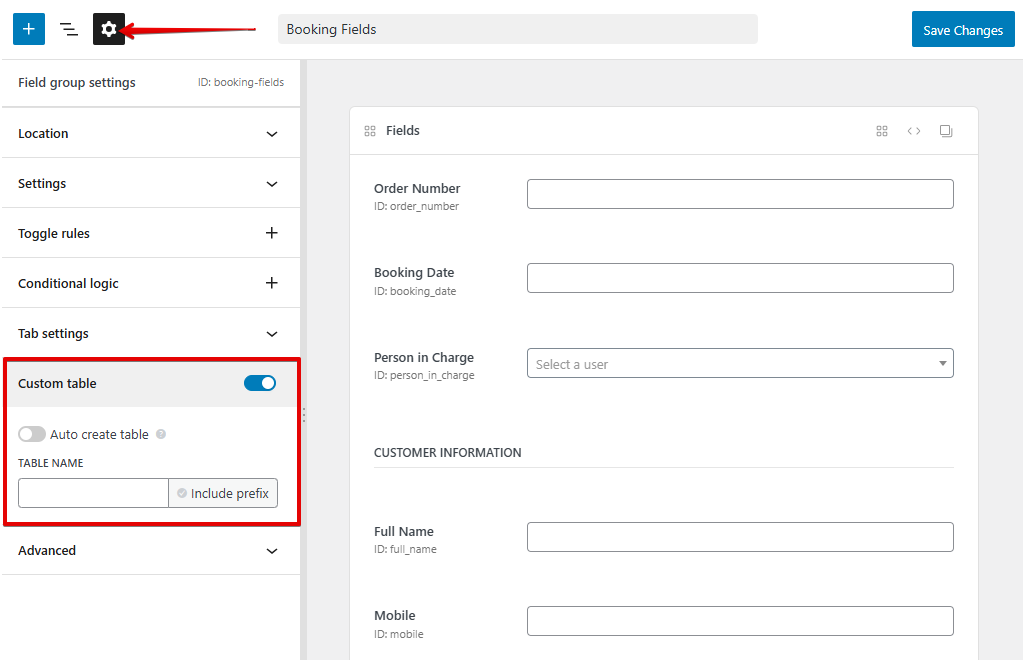 Booking Fields
Save Changes
Field group settings
ID: booking-fields
Location
Settings
Toggle rules
Conditional logic
Tab settings
Custom table
Auto create table
TABLE NAME
Include prefix
Advanced
Fields
Order Number
ID: order_number
Booking Date
ID: booking_date
Person in Charge
ID: person_in_charge
Select a user
CUSTOMER INFORMATION
Full Name
ID: full_name
Mobile
ID: mobile